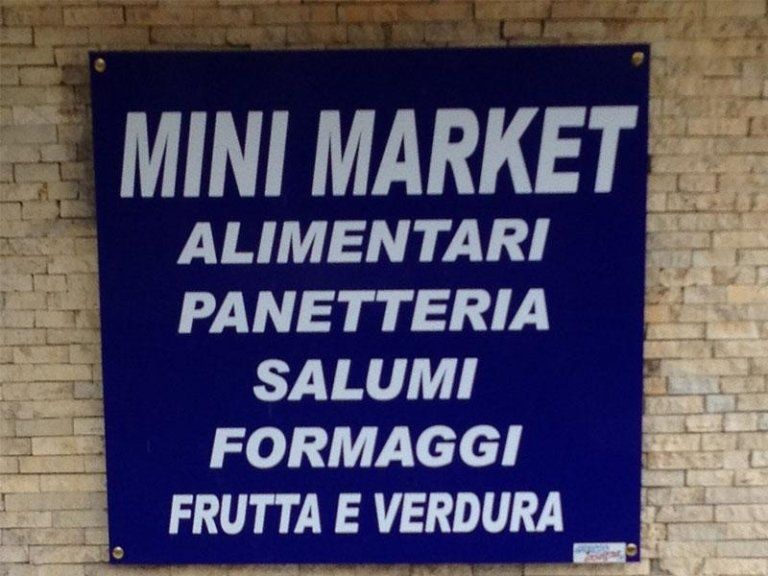 MINI MARKET
ALIMENTARI
PANETTERIA
SALUMI
FORMAGGI
FRUTTA E VERDURA